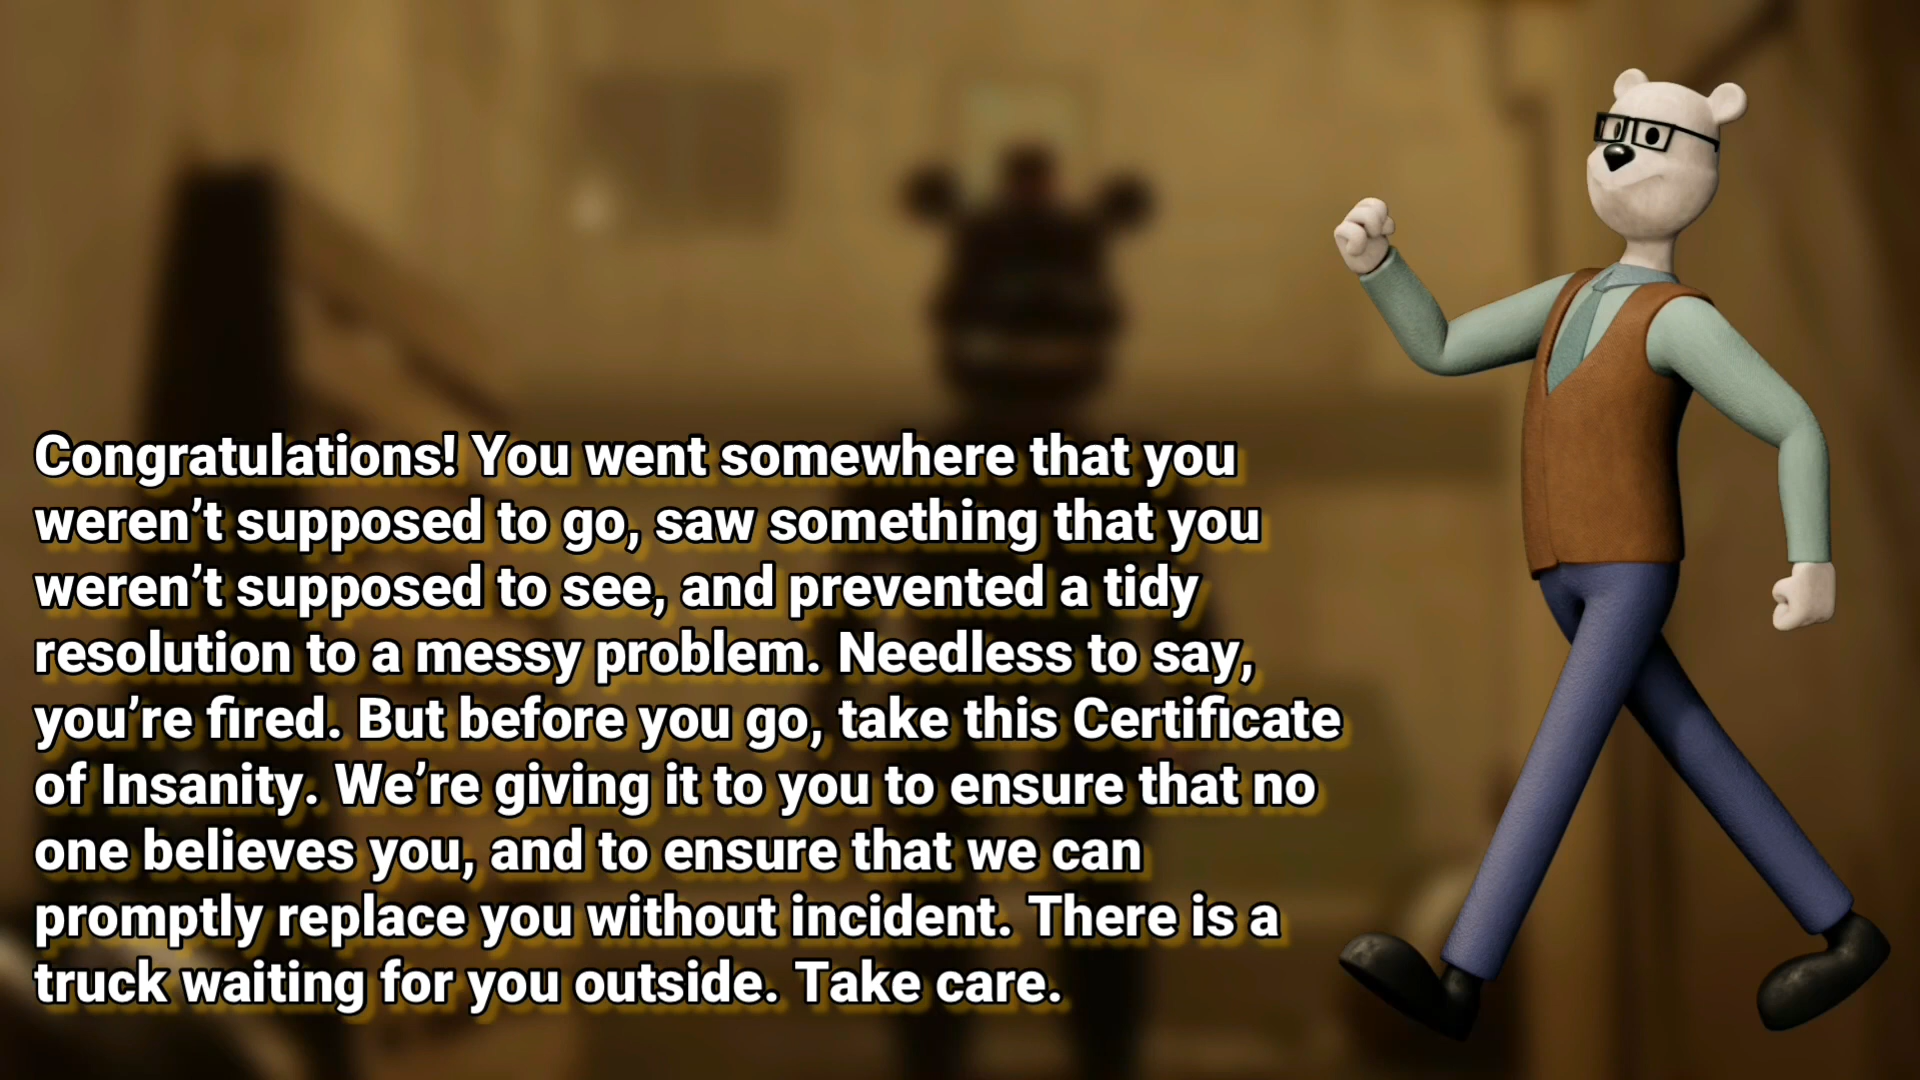 Congratulations! You went somewhere that you
weren’t supposed to go, saw something that you
weren’t supposed to see, and prevented a tidy
resolution to a messy problem. Needless to say,
you’re fired. But before you go, take this Certificate
of Insanity. We’re giving it to you to ensure that no
one believes you, and to ensure that we can
promptly replace you without incident. There is a
truck waiting for you outside. Take care.